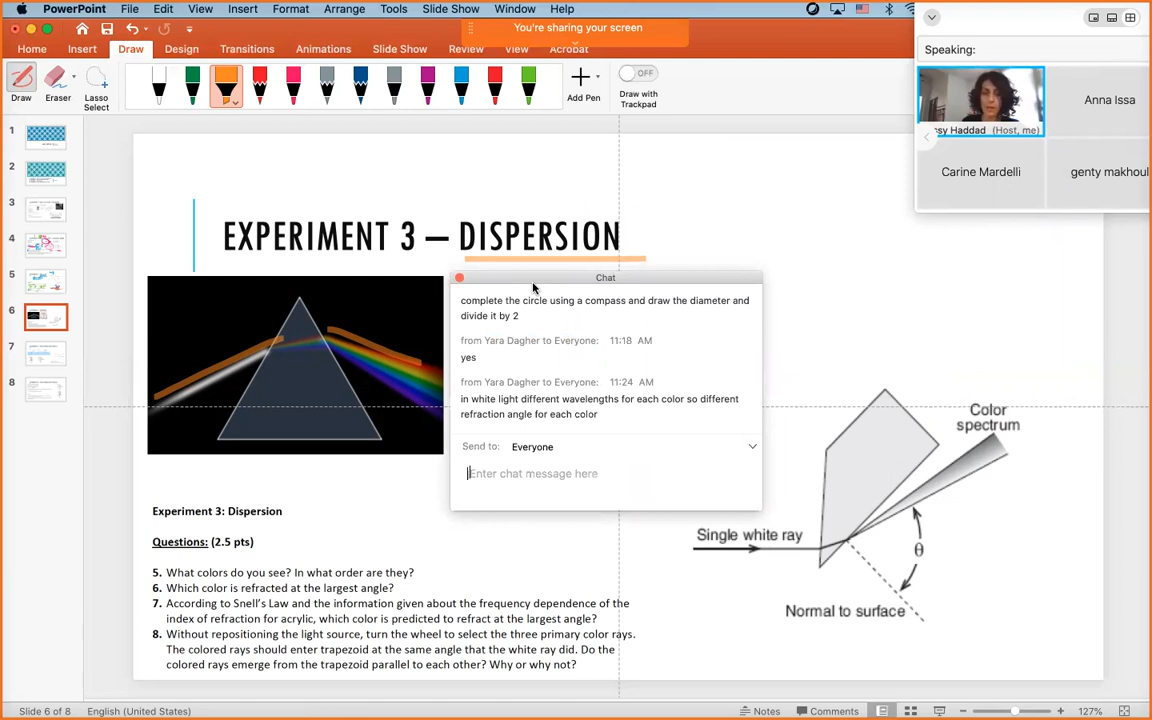 PowerPoint File Edit View Insert Format Arrange Tools Slide Show Window Help
You're sharing your screen
Speaking:
Home Insert Draw Design Transitions Animations Slide Show Review View Acrobat
Draw
Eraser
Lasso
Select
Add Pen
OFF
Draw with
Trackpad
Anna Issa
ssy Haddad (Host, me)
Carine Mardelli
genty makhoul
1
2
3
4
5
6
7
8
EXPERIMENT 3 – DISPERSION
Chat
complete the circle using a compass and draw the diameter and
divide it by 2
from Yara Dagher to Everyone: 11:18 AM
yes
from Yara Dagher to Everyone: 11:24 AM
in white light different wavelengths for each color so different
refraction angle for each color
Send to: Everyone
Enter chat message here
Color
spectrum
Single white ray
θ
Normal to surface
Experiment 3: Dispersion
Questions: (2.5 pts)
5. What colors do you see? In what order are they?
6. Which color is refracted at the largest angle?
7. According to Snell's Law and the information given about the frequency dependence of the
index of refraction for acrylic, which color is predicted to refract at the largest angle?
8. Without repositioning the light source, turn the wheel to select the three primary color rays.
The colored rays should enter trapezoid at the same angle that the white ray did. Do the
colored rays emerge from the trapezoid parallel to each other? Why or why not?
Slide 6 of 8 English (United States) Notes Comments 127%